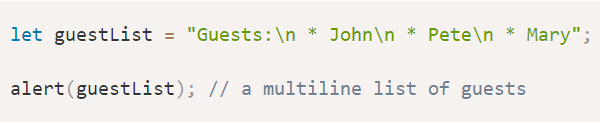 let guestList = "Guests:\n * John\n * Pete\n * Mary";
alert(guestList); // a multiline list of guests